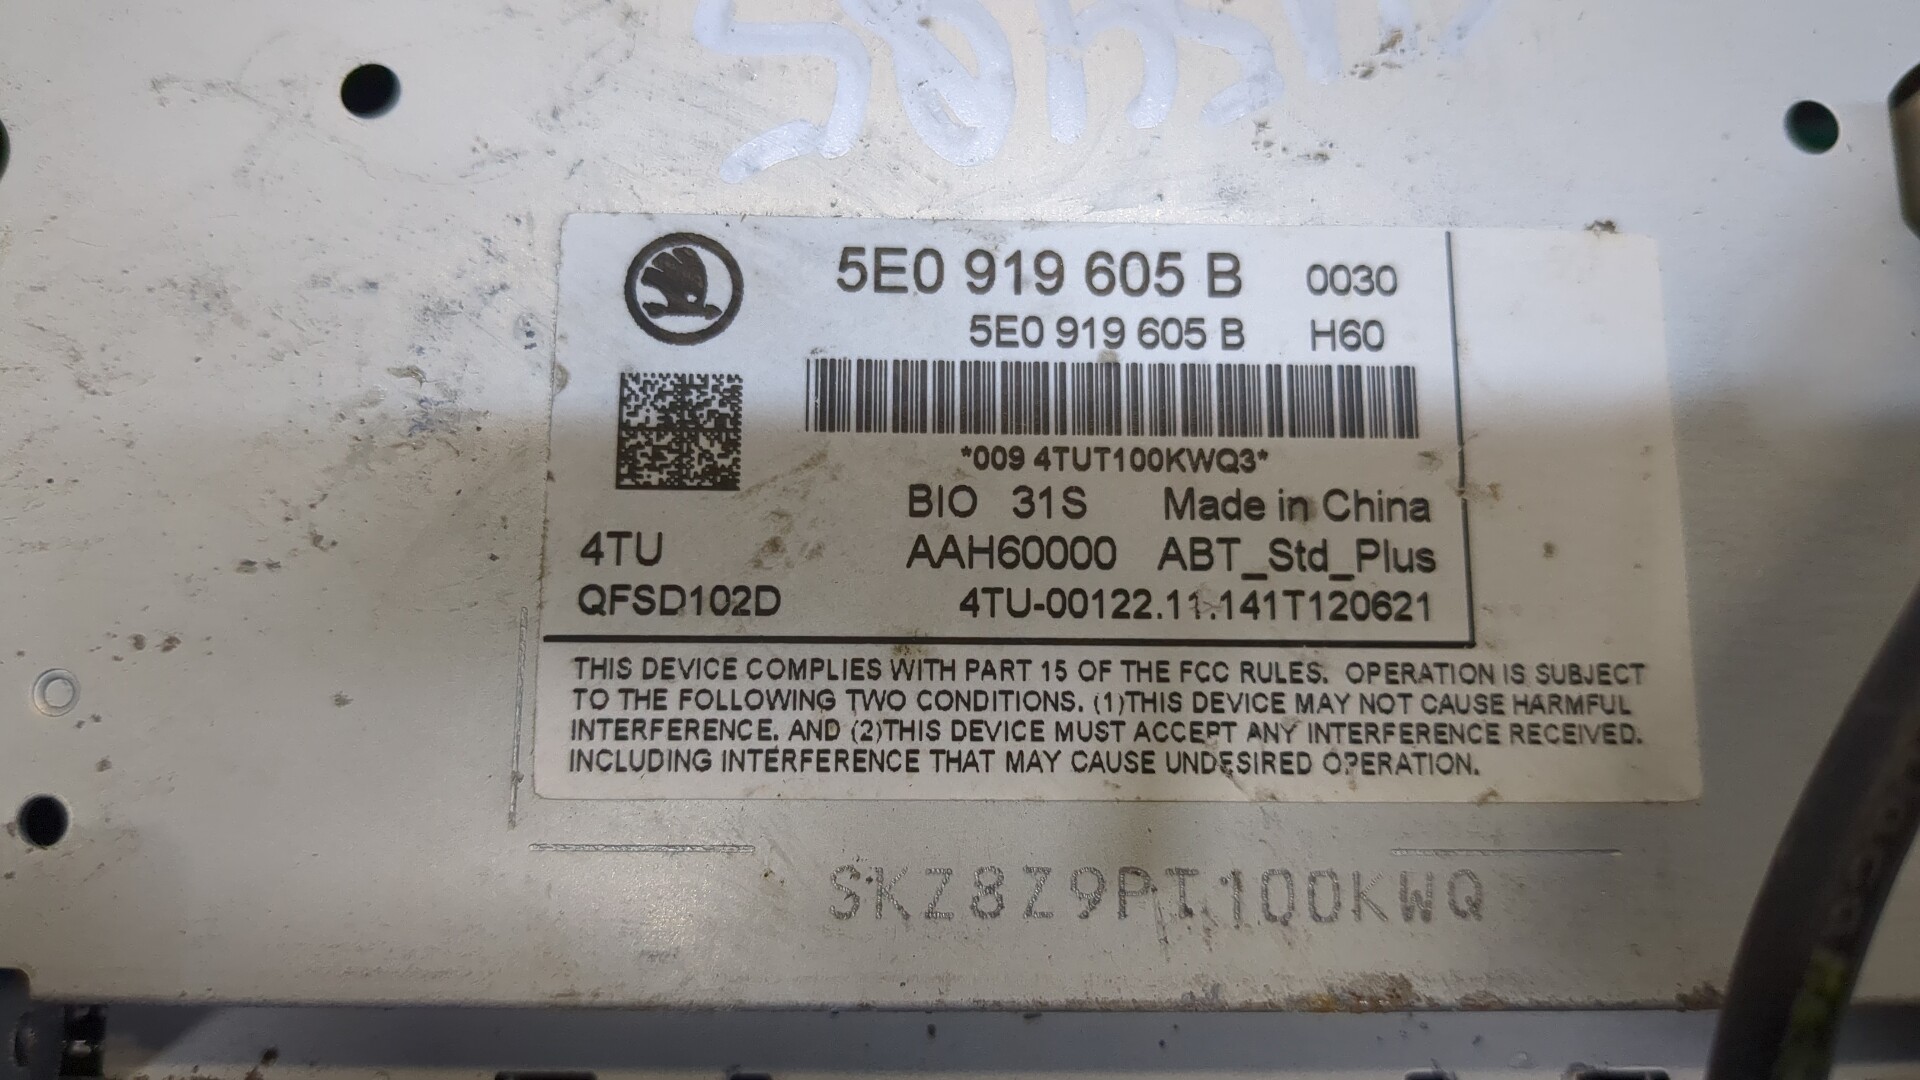 5E0 919 605 B 0030
5E0 919 605 B H60
*009 4TUT100KWQ3*
BIO 31S Made in China
4TU AAH60000 ABT_Std_Plus
QFSD102D 4TU-00122.11.141T120621
THIS DEVICE COMPLIES WITH PART 15 OF THE FCC RULES. OPERATION IS SUBJECT
TO THE FOLLOWING TWO CONDITIONS. (1)THIS DEVICE MAY NOT CAUSE HARMFUL
INTERFERENCE. AND (2)THIS DEVICE MUST ACCEPT ANY INTERFERENCE RECEIVED.
INCLUDING INTERFERENCE THAT MAY CAUSE UNDESIRED OPERATION.
SKZ8Z9PT100KWQ